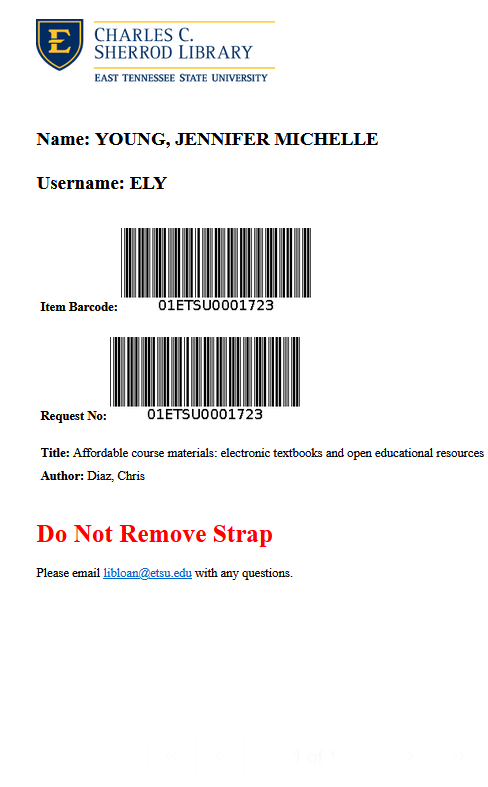 E
CHARLES C.
SHERROD LIBRARY
EAST TENNESSEE STATE UNIVERSITY
Name: YOUNG, JENNIFER MICHELLE
Username: ELY
Item Barcode: 01ETSU0001723
Request No: 01ETSU0001723
Title: Affordable course materials: electronic textbooks and open educational resources
Author: Diaz, Chris
Do Not Remove Strap
Please email libloan@etsu.edu with any questions.